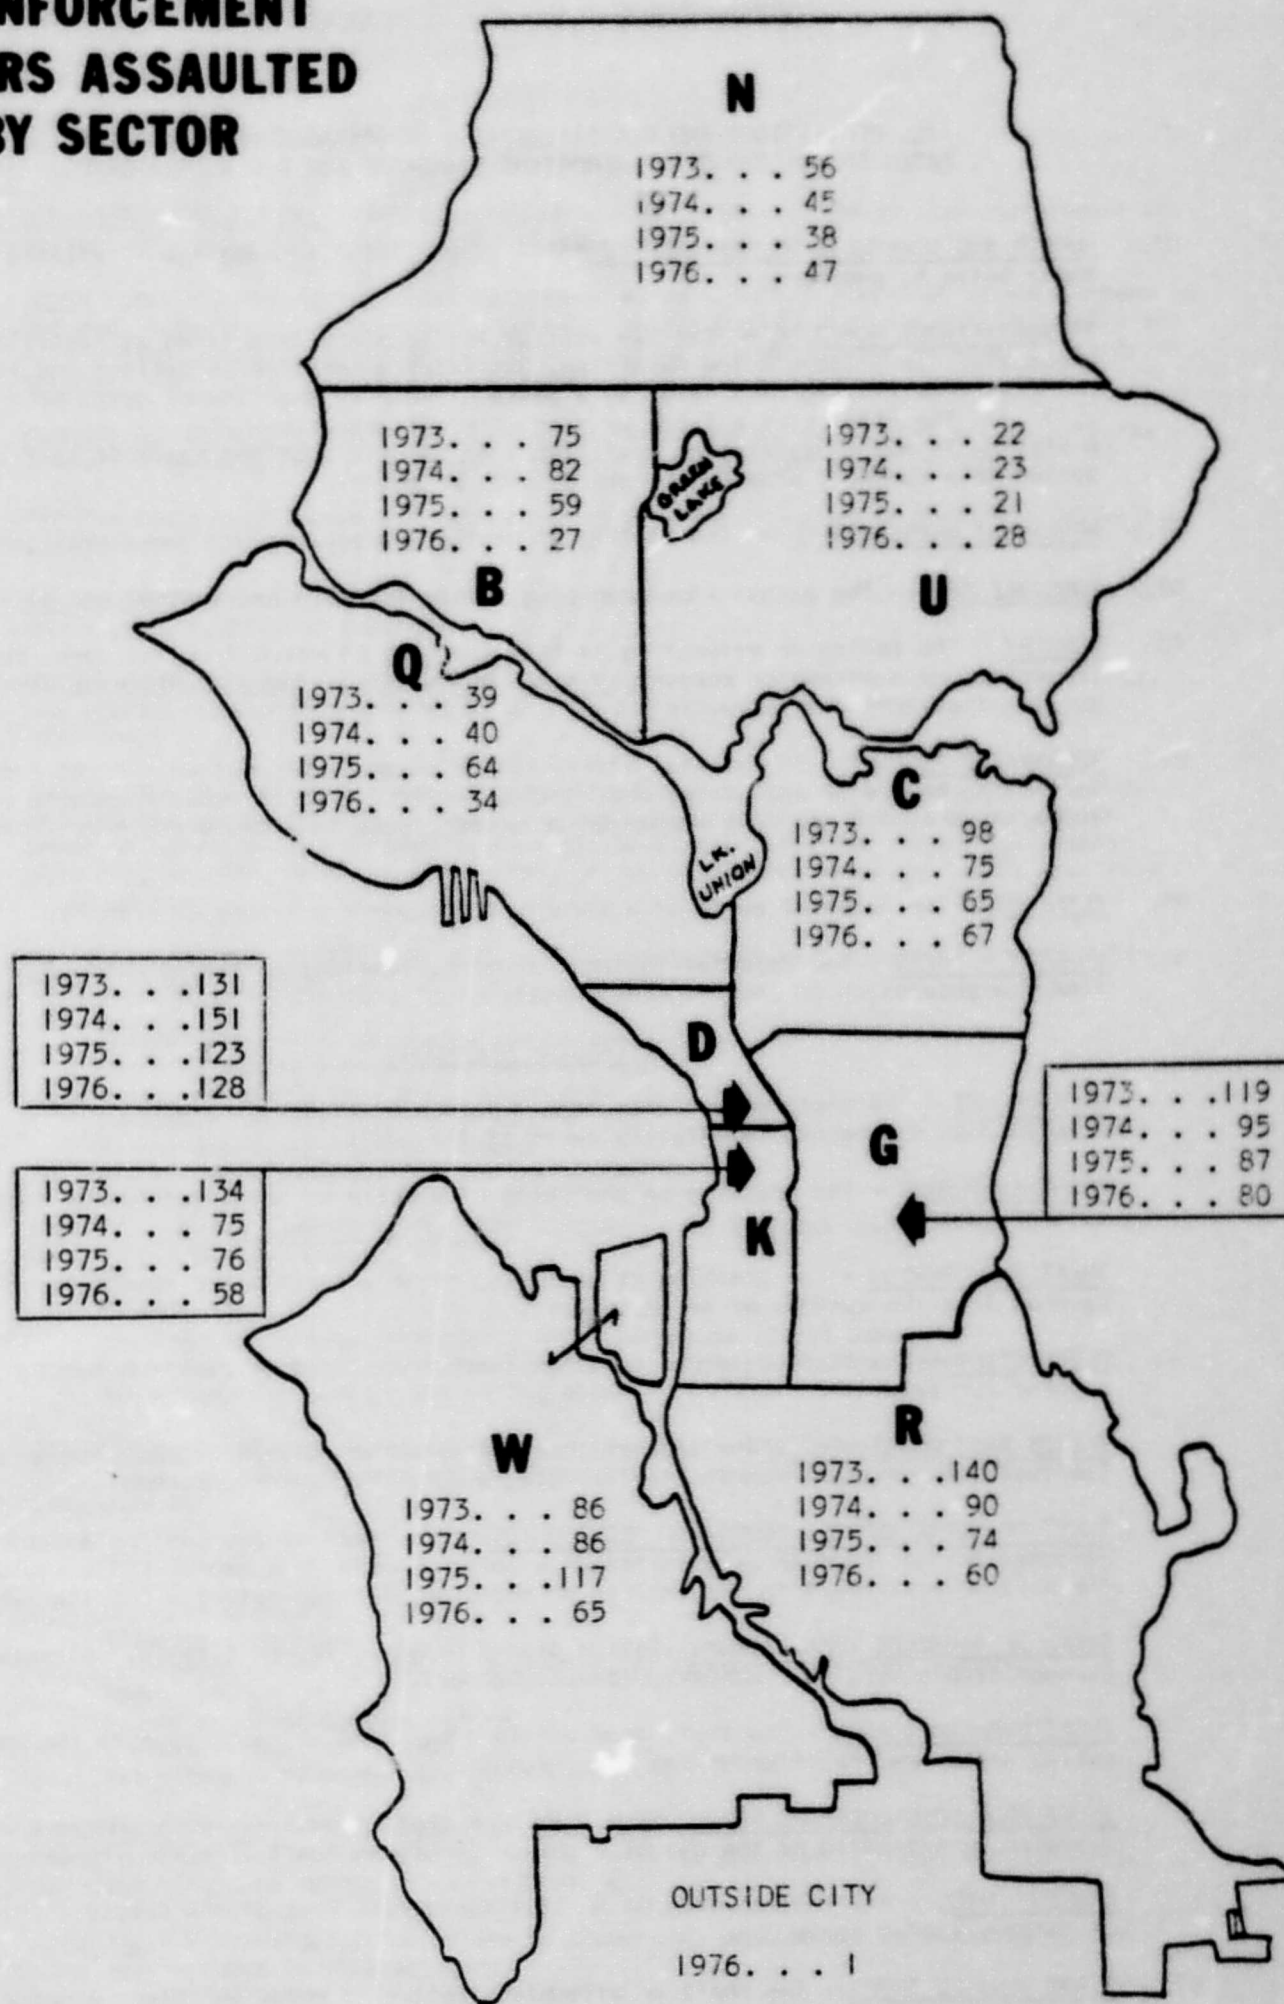 NFORCEMENT
RS ASSAULTED
BY SECTOR
N
1973. . . 56
1974. . . 45
1975. . . 38
1976. . . 47
1973. . . 75
1974. . . 82
1975. . . 59
1976. . . 27
B
GREEN
LAKE
1973. . . 22
1974. . . 23
1975. . . 21
1976. . . 28
U
Q
1973. . . 39
1974. . . 40
1975. . . 64
1976. . . 34
LK.
UNION
C
1973. . . 98
1974. . . 75
1975. . . 65
1976. . . 67
1973. . .131
1974. . .151
1975. . .123
1976. . .128
D
1973. . .119
1974. . . 95
1975. . . 87
1976. . . 80
G
1973. . .134
1974. . . 75
1975. . . 76
1976. . . 58
K
W
1973. . . 86
1974. . . 86
1975. . .117
1976. . . 65
R
1973. . .140
1974. . . 90
1975. . . 74
1976. . . 60
OUTSIDE CITY
1976. . . 1